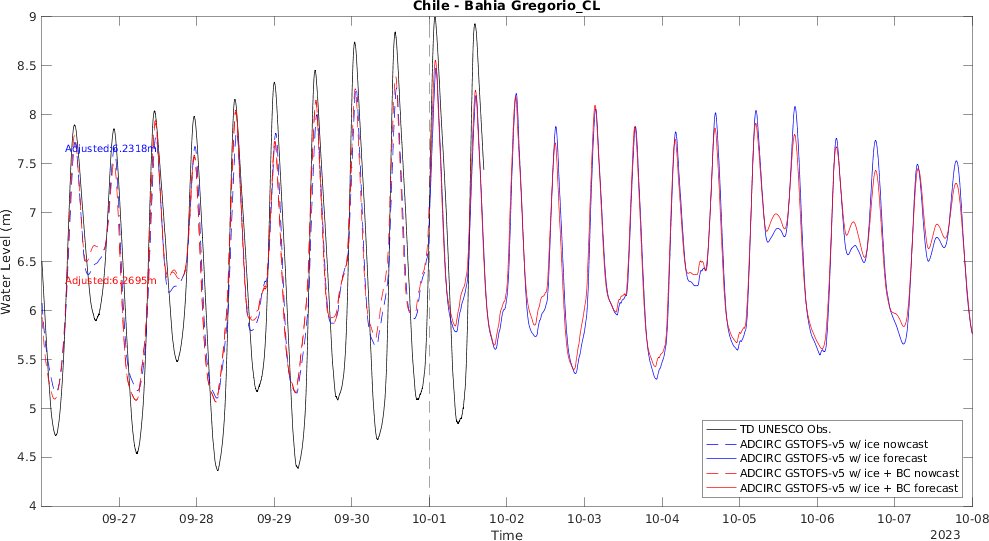 Chile - Bahia Gregorio_CL
9
8.5
8
7.5
7
6.5
6
5.5
5
4.5
4
Water Level (m)
Adjusted:6.2318m
Adjusted:6.2695m
TD UNESCO Obs.
ADCIRC GSTOFS-v5 w/ ice nowcast
ADCIRC GSTOFS-v5 w/ ice forecast
ADCIRC GSTOFS-v5 w/ ice + BC nowcast
ADCIRC GSTOFS-v5 w/ ice + BC forecast
09-27 09-28 09-29 09-30 10-01 10-02 10-03 10-04 10-05 10-06 10-07 10-08
Time
2023